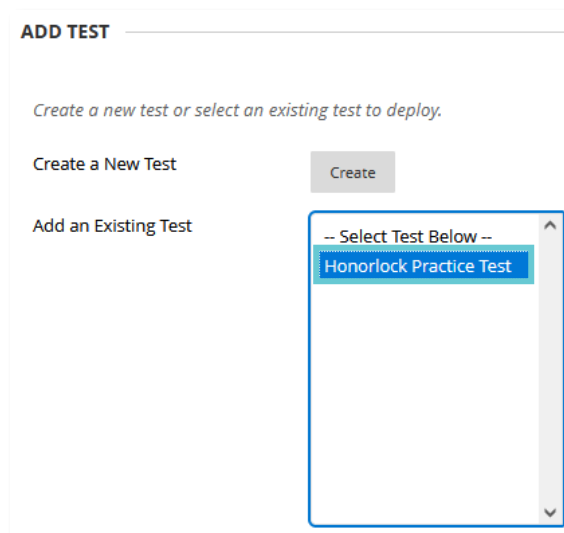 ADD TEST
Create a new test or select an existing test to deploy.
Create a New Test
Create
Add an Existing Test
-- Select Test Below --
Honorlock Practice Test